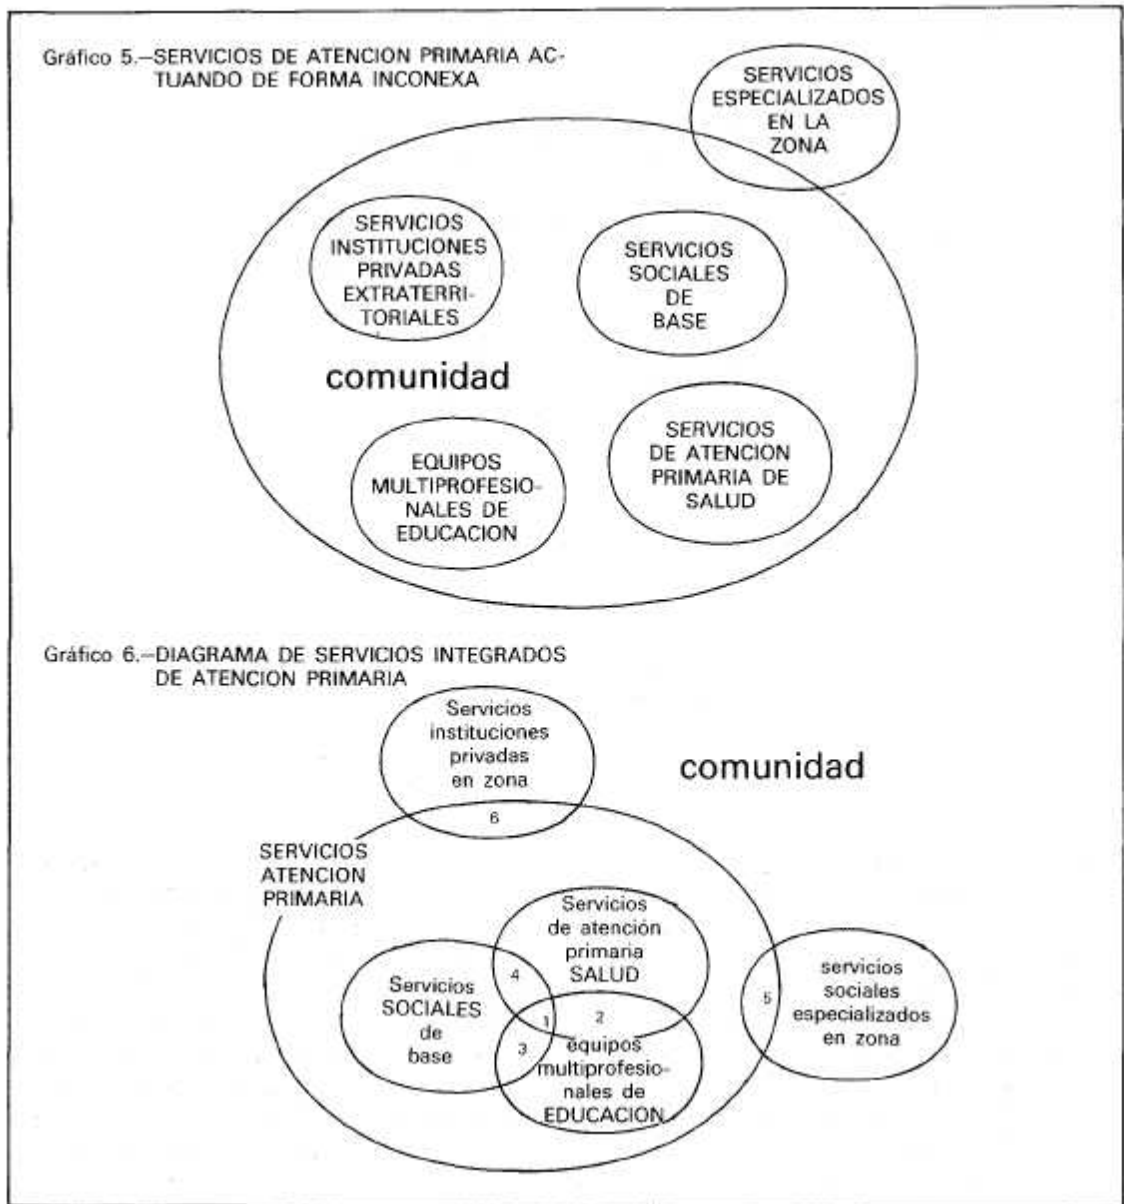 Gráfico 5.—SERVICIOS DE ATENCION PRIMARIA AC-
TUANDO DE FORMA INCONEXA
SERVICIOS
ESPECIALIZADOS
EN LA
ZONA
SERVICIOS
INSTITUCIONES
PRIVADAS
EXTRATERRI-
TORIALES
SERVICIOS
SOCIALES
DE
BASE
comunidad
EQUIPOS
MULTIPROFESIO-
NALES DE
EDUCACION
SERVICIOS
DE ATENCION
PRIMARIA DE
SALUD
Gráfico 6.—DIAGRAMA DE SERVICIOS INTEGRADOS
DE ATENCION PRIMARIA
Servicios
instituciones
privadas
en zona
6
comunidad
SERVICIOS
ATENCION
PRIMARIA
Servicios
de atención
primaria
SALUD
4
Servicios
SOCIALES
de
base
1
2
3
equipos
multiprofesio-
nales de
EDUCACION
5
servicios
sociales
especializados
en zona